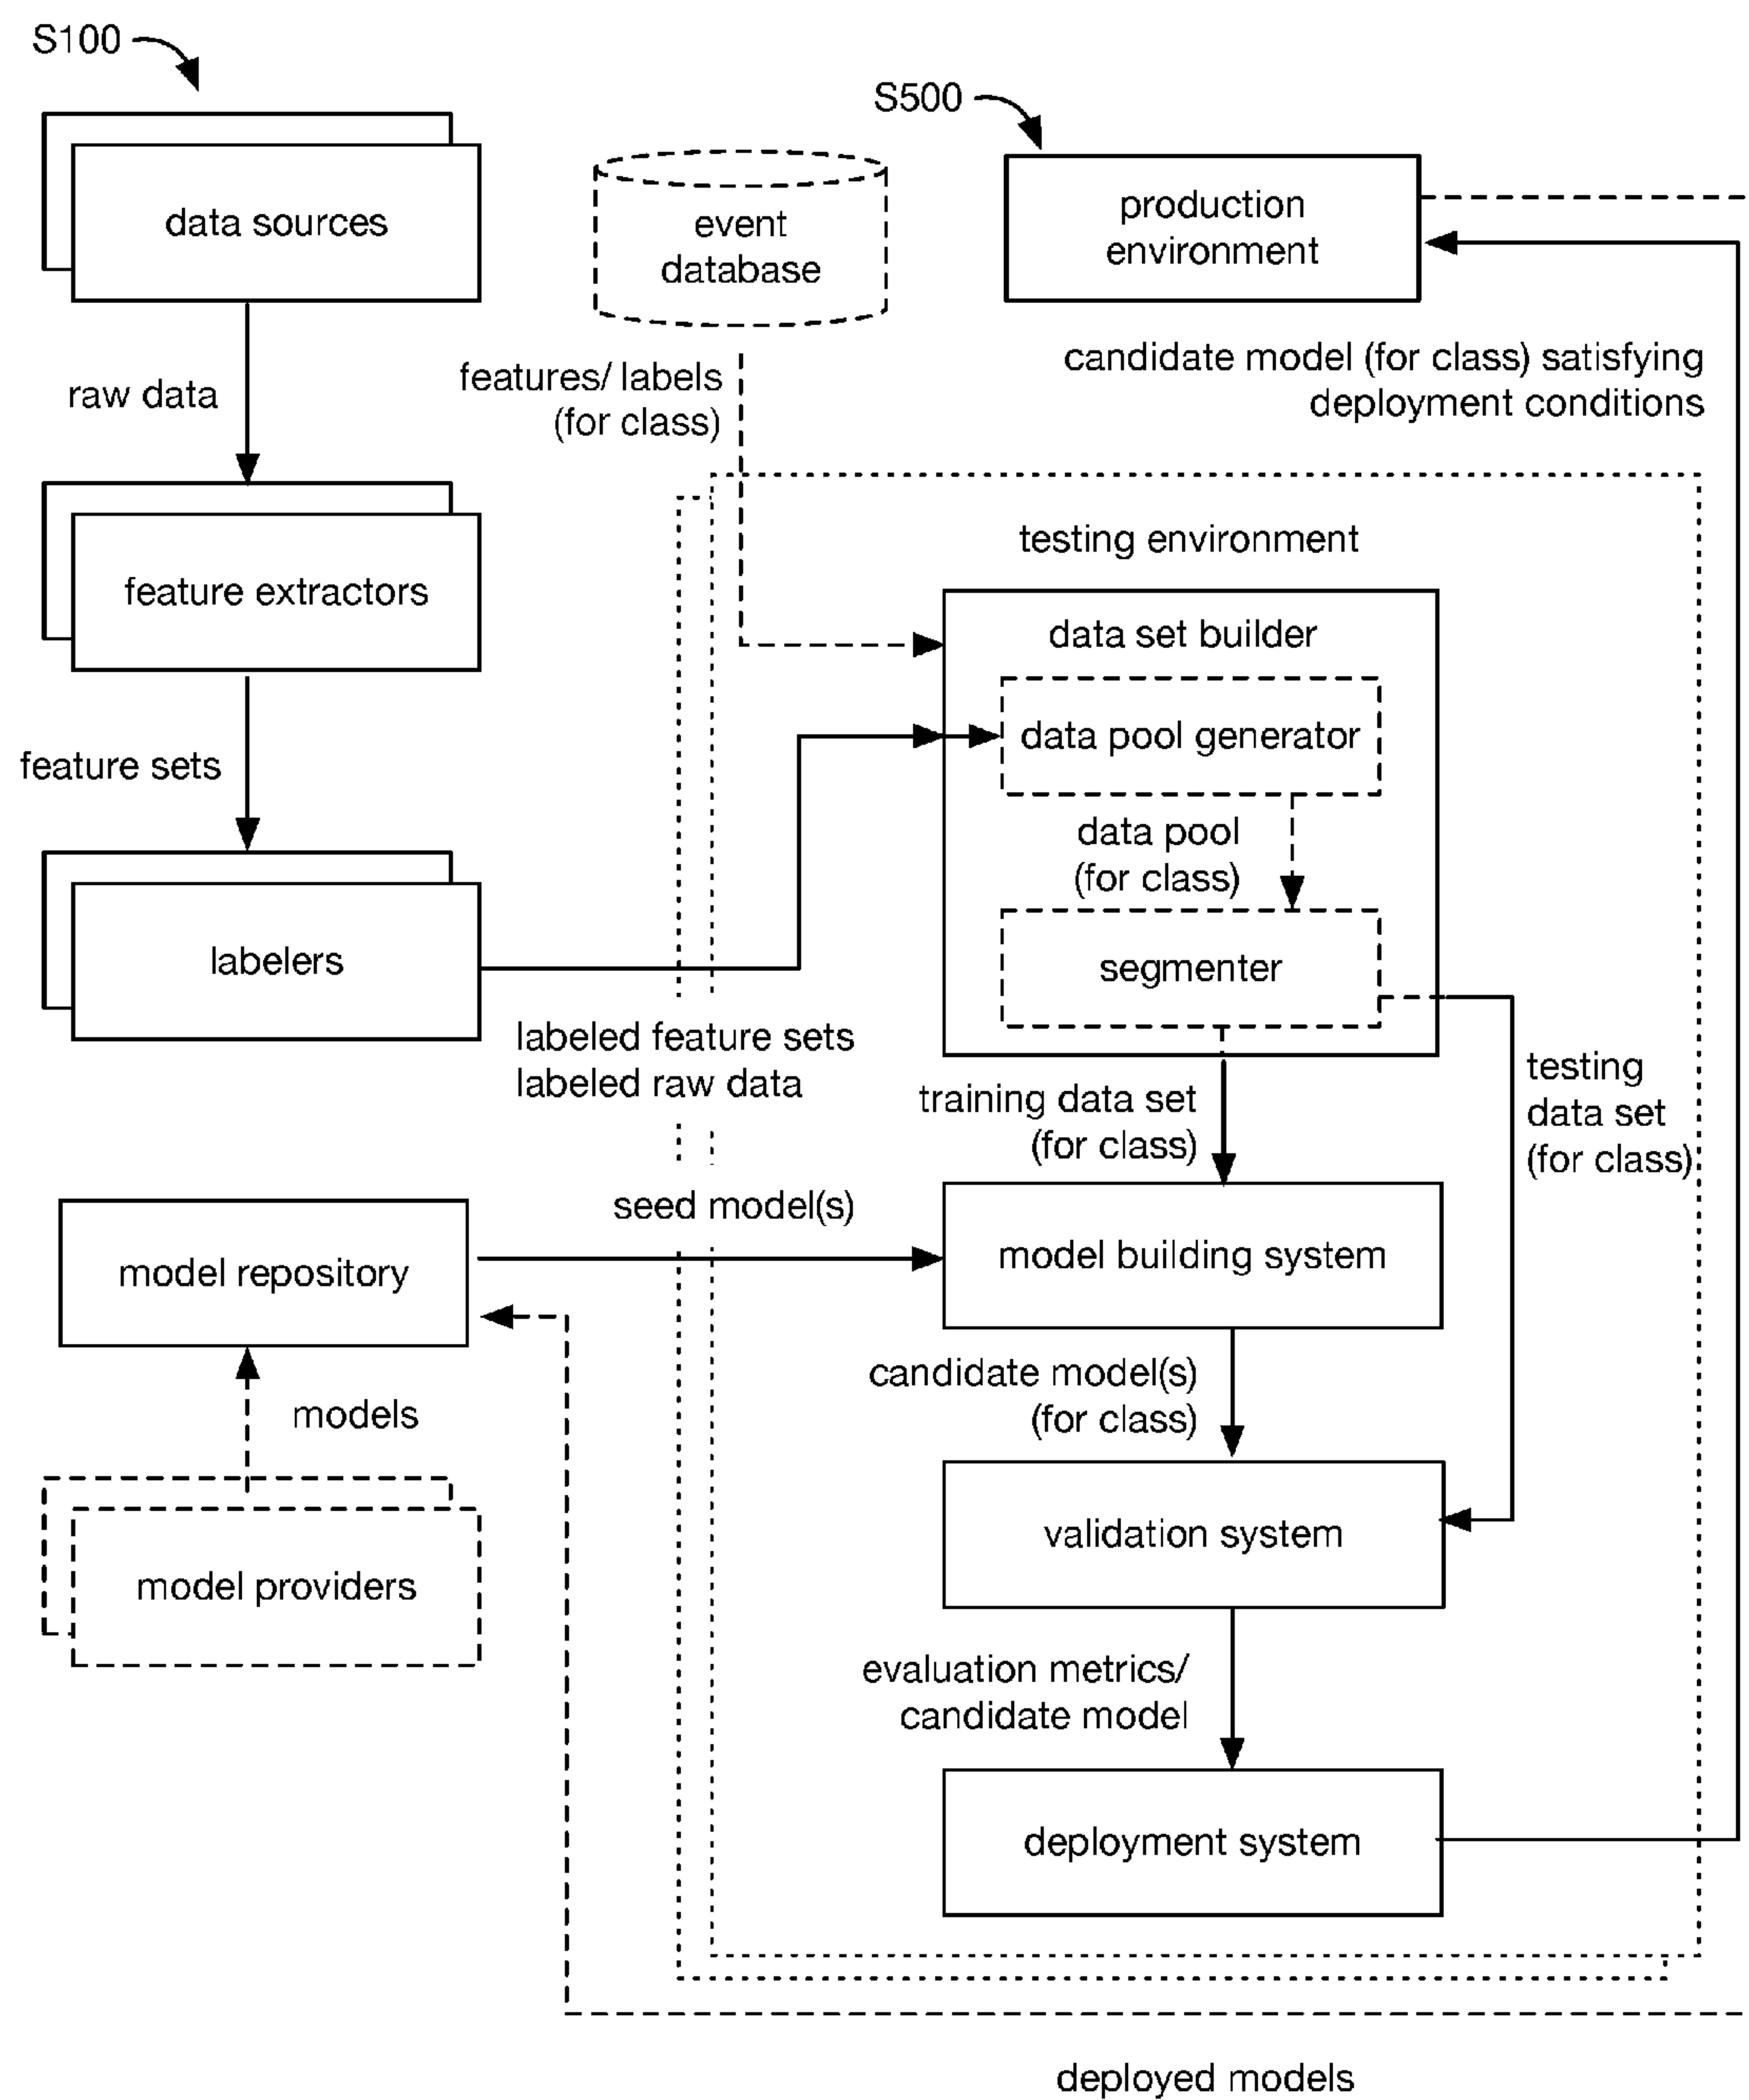 S100
S500
data sources
event
database
production
environment
raw data
features/ labels
(for class)
candidate model (for class) satisfying
deployment conditions
feature extractors
testing environment
data set builder
data pool generator
feature sets
data pool
(for class)
labelers
segmenter
labeled feature sets
labeled raw data
training data set
(for class)
testing
data set
(for class)
seed model(s)
model repository
model building system
candidate model(s)
(for class)
models
model providers
validation system
evaluation metrics/
candidate model
deployment system
deployed models